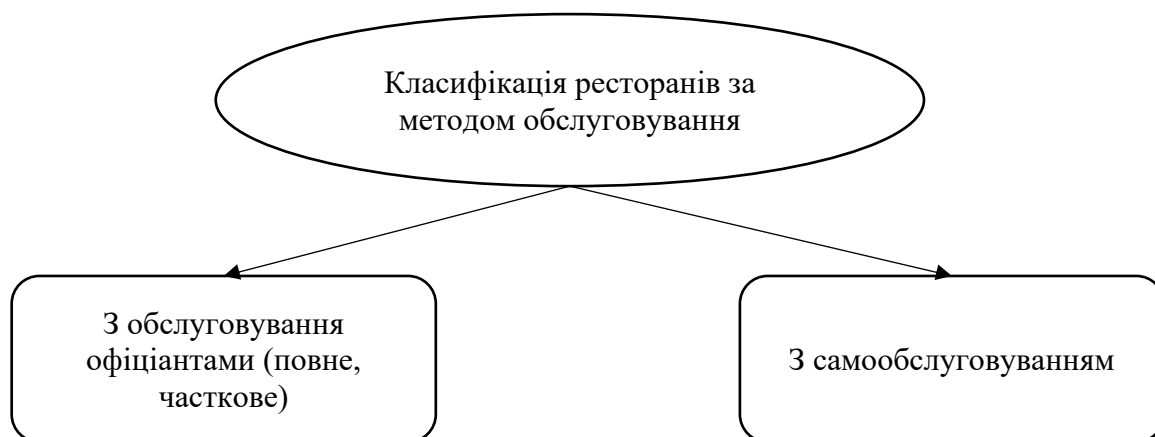 Класифікація ресторанів за
методом обслуговування
З обслуговування
офіціантами (повне,
часткове)
З самообслуговуванням